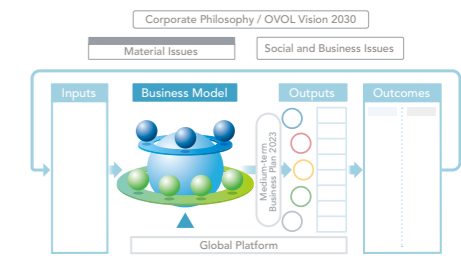 Corporate Philosophy / OVOL Vision 2030
Material Issues
Social and Business Issues
Inputs
Business Model
Outputs
Outcomes
Medium-term
Business Plan 2023
Global Platform